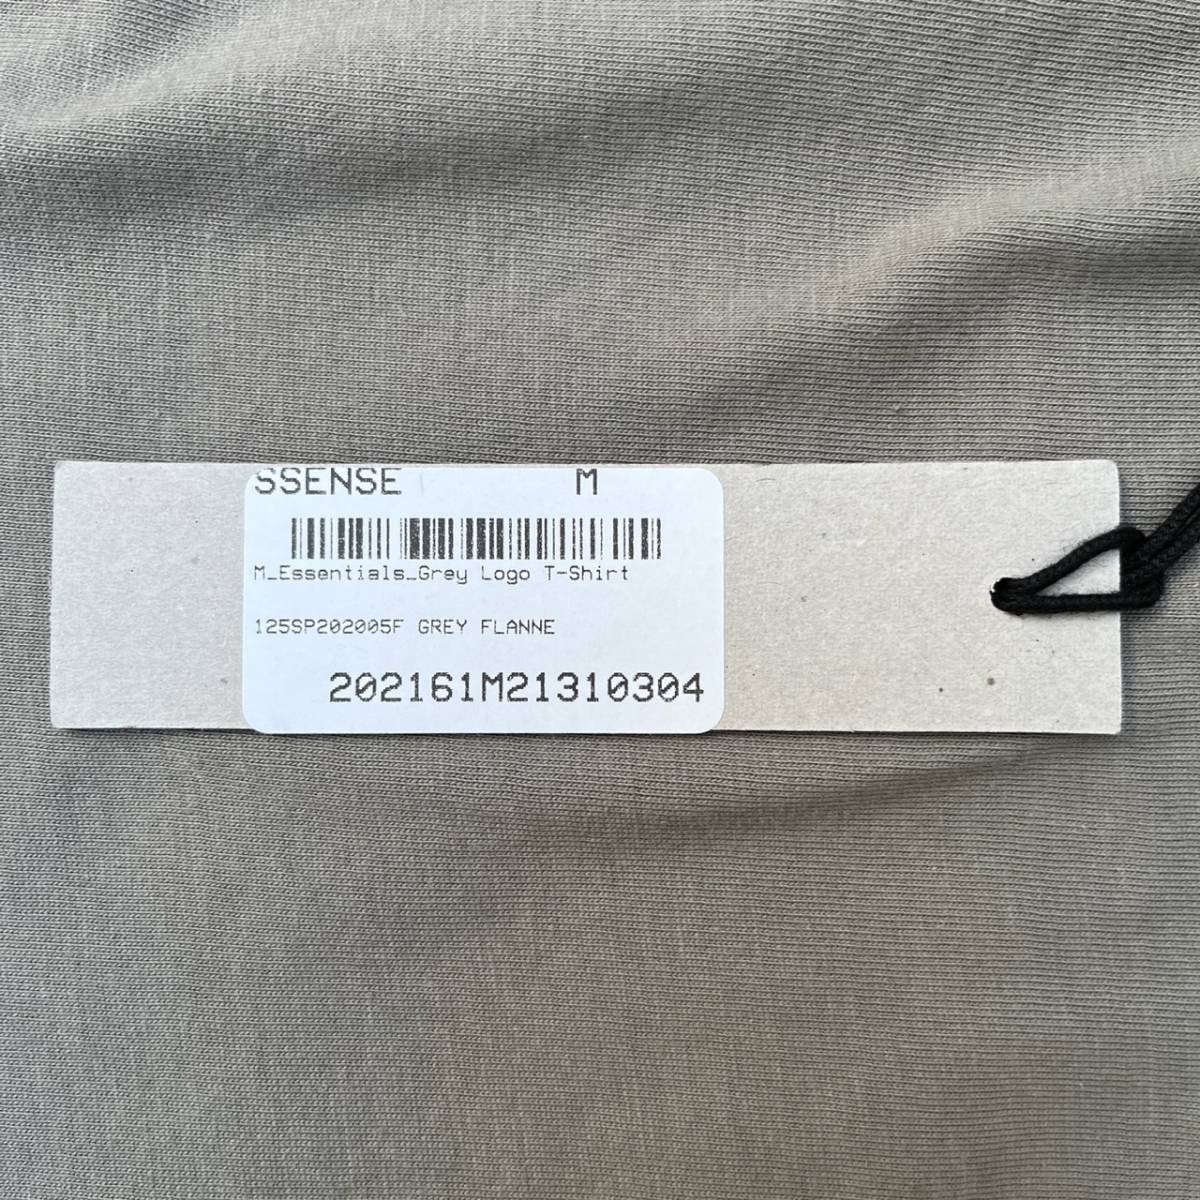 SSENSE M
M_Essentials_Grey Logo T-Shirt
125SP202005F GREY FLANNE
202161M21310304